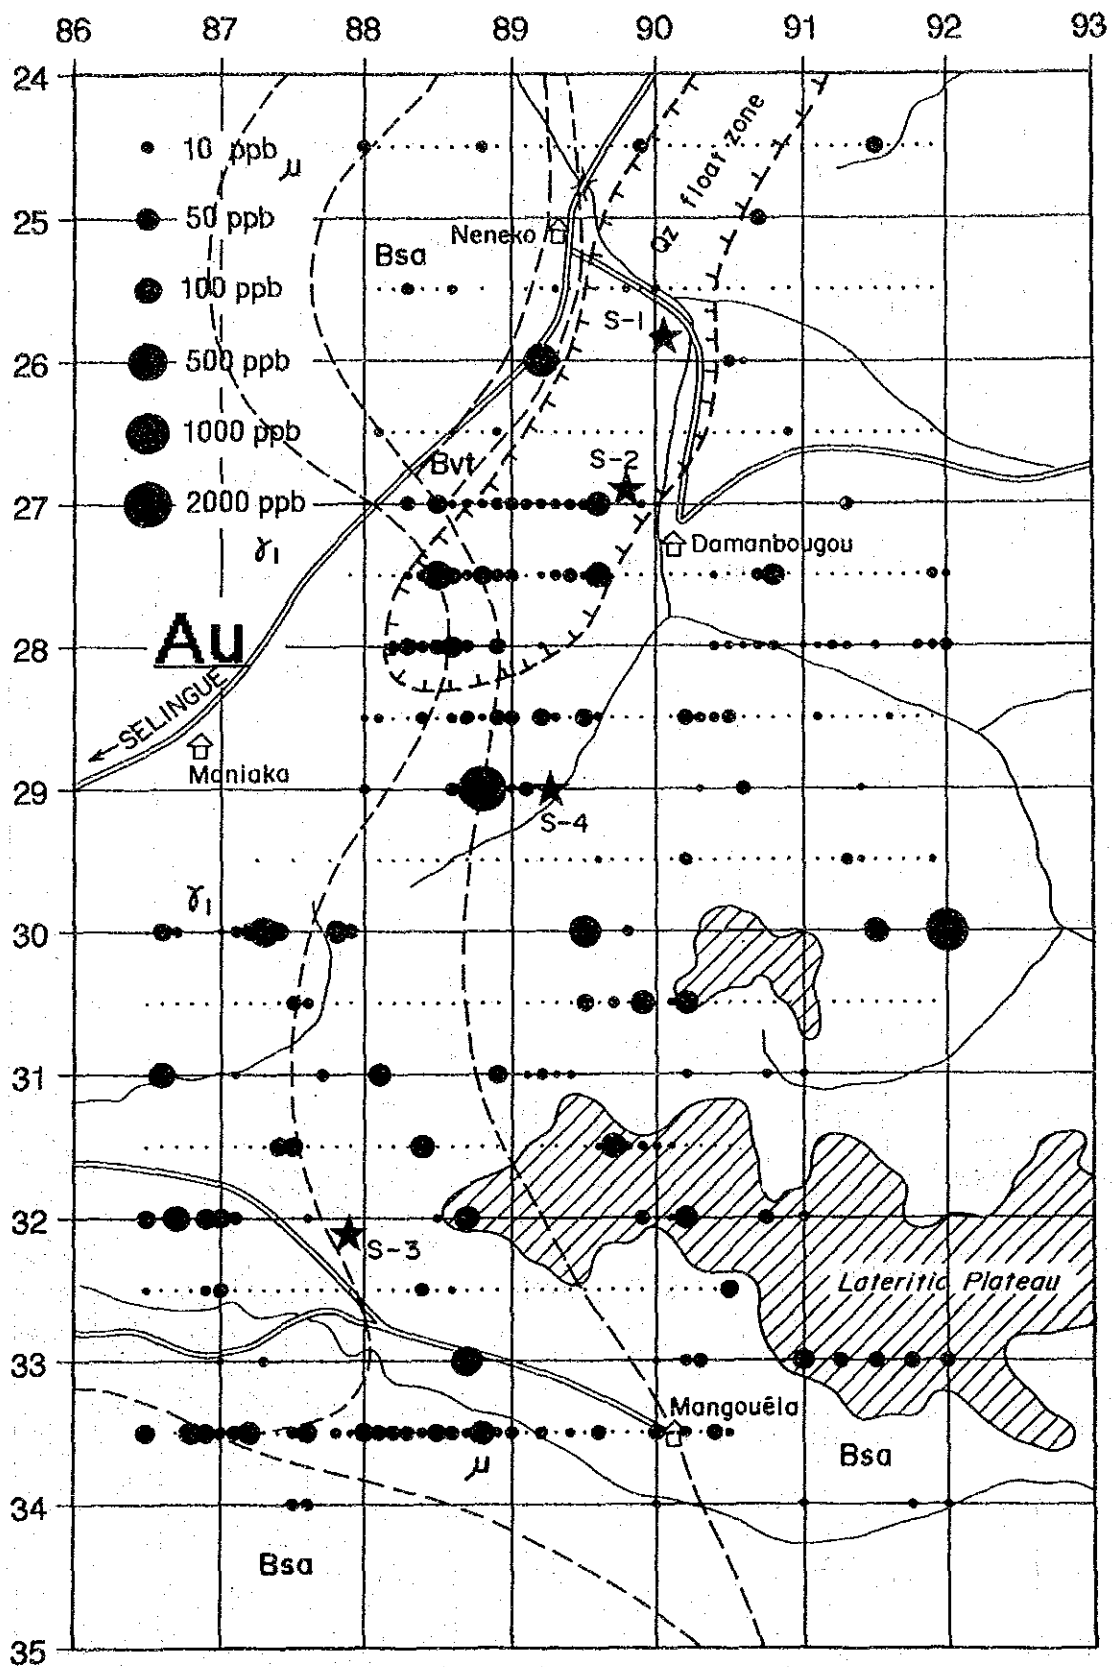 86 87 88 89 90 91 92 93
24
10 ppb
μ
Qz float zone
25
50 ppb
Neneko
Bsa
100 ppb
S-1
26
500 ppb
1000 ppb
Bvt
S-2
27
2000 ppb
γ1
Damanbougou
Au
28
SELINGUE
Maniaka
29
S-4
γ1
30
31
32
S-3
Lateritic Plateau
33
Mangouêla
μ
Bsa
34
Bsa
35